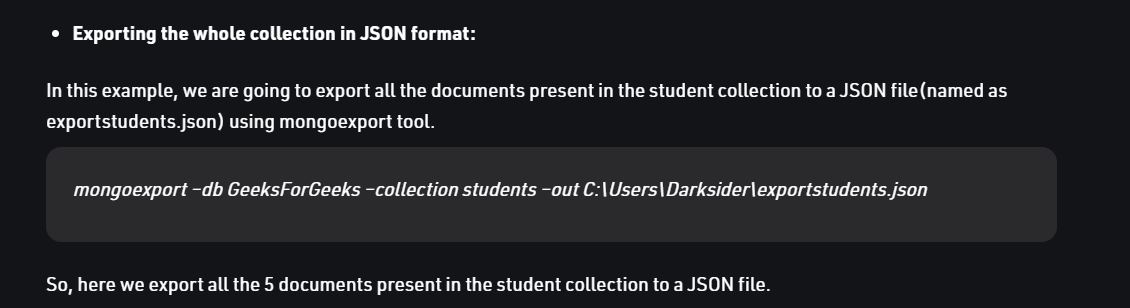 • Exporting the whole collection in JSON format:
In this example, we are going to export all the documents present in the student collection to a JSON file(named as
exportstudents.json) using mongoexport tool.
mongoexport –db GeeksForGeeks –collection students –out C:\Users\Darksider\exportstudents.json
So, here we export all the 5 documents present in the student collection to a JSON file.